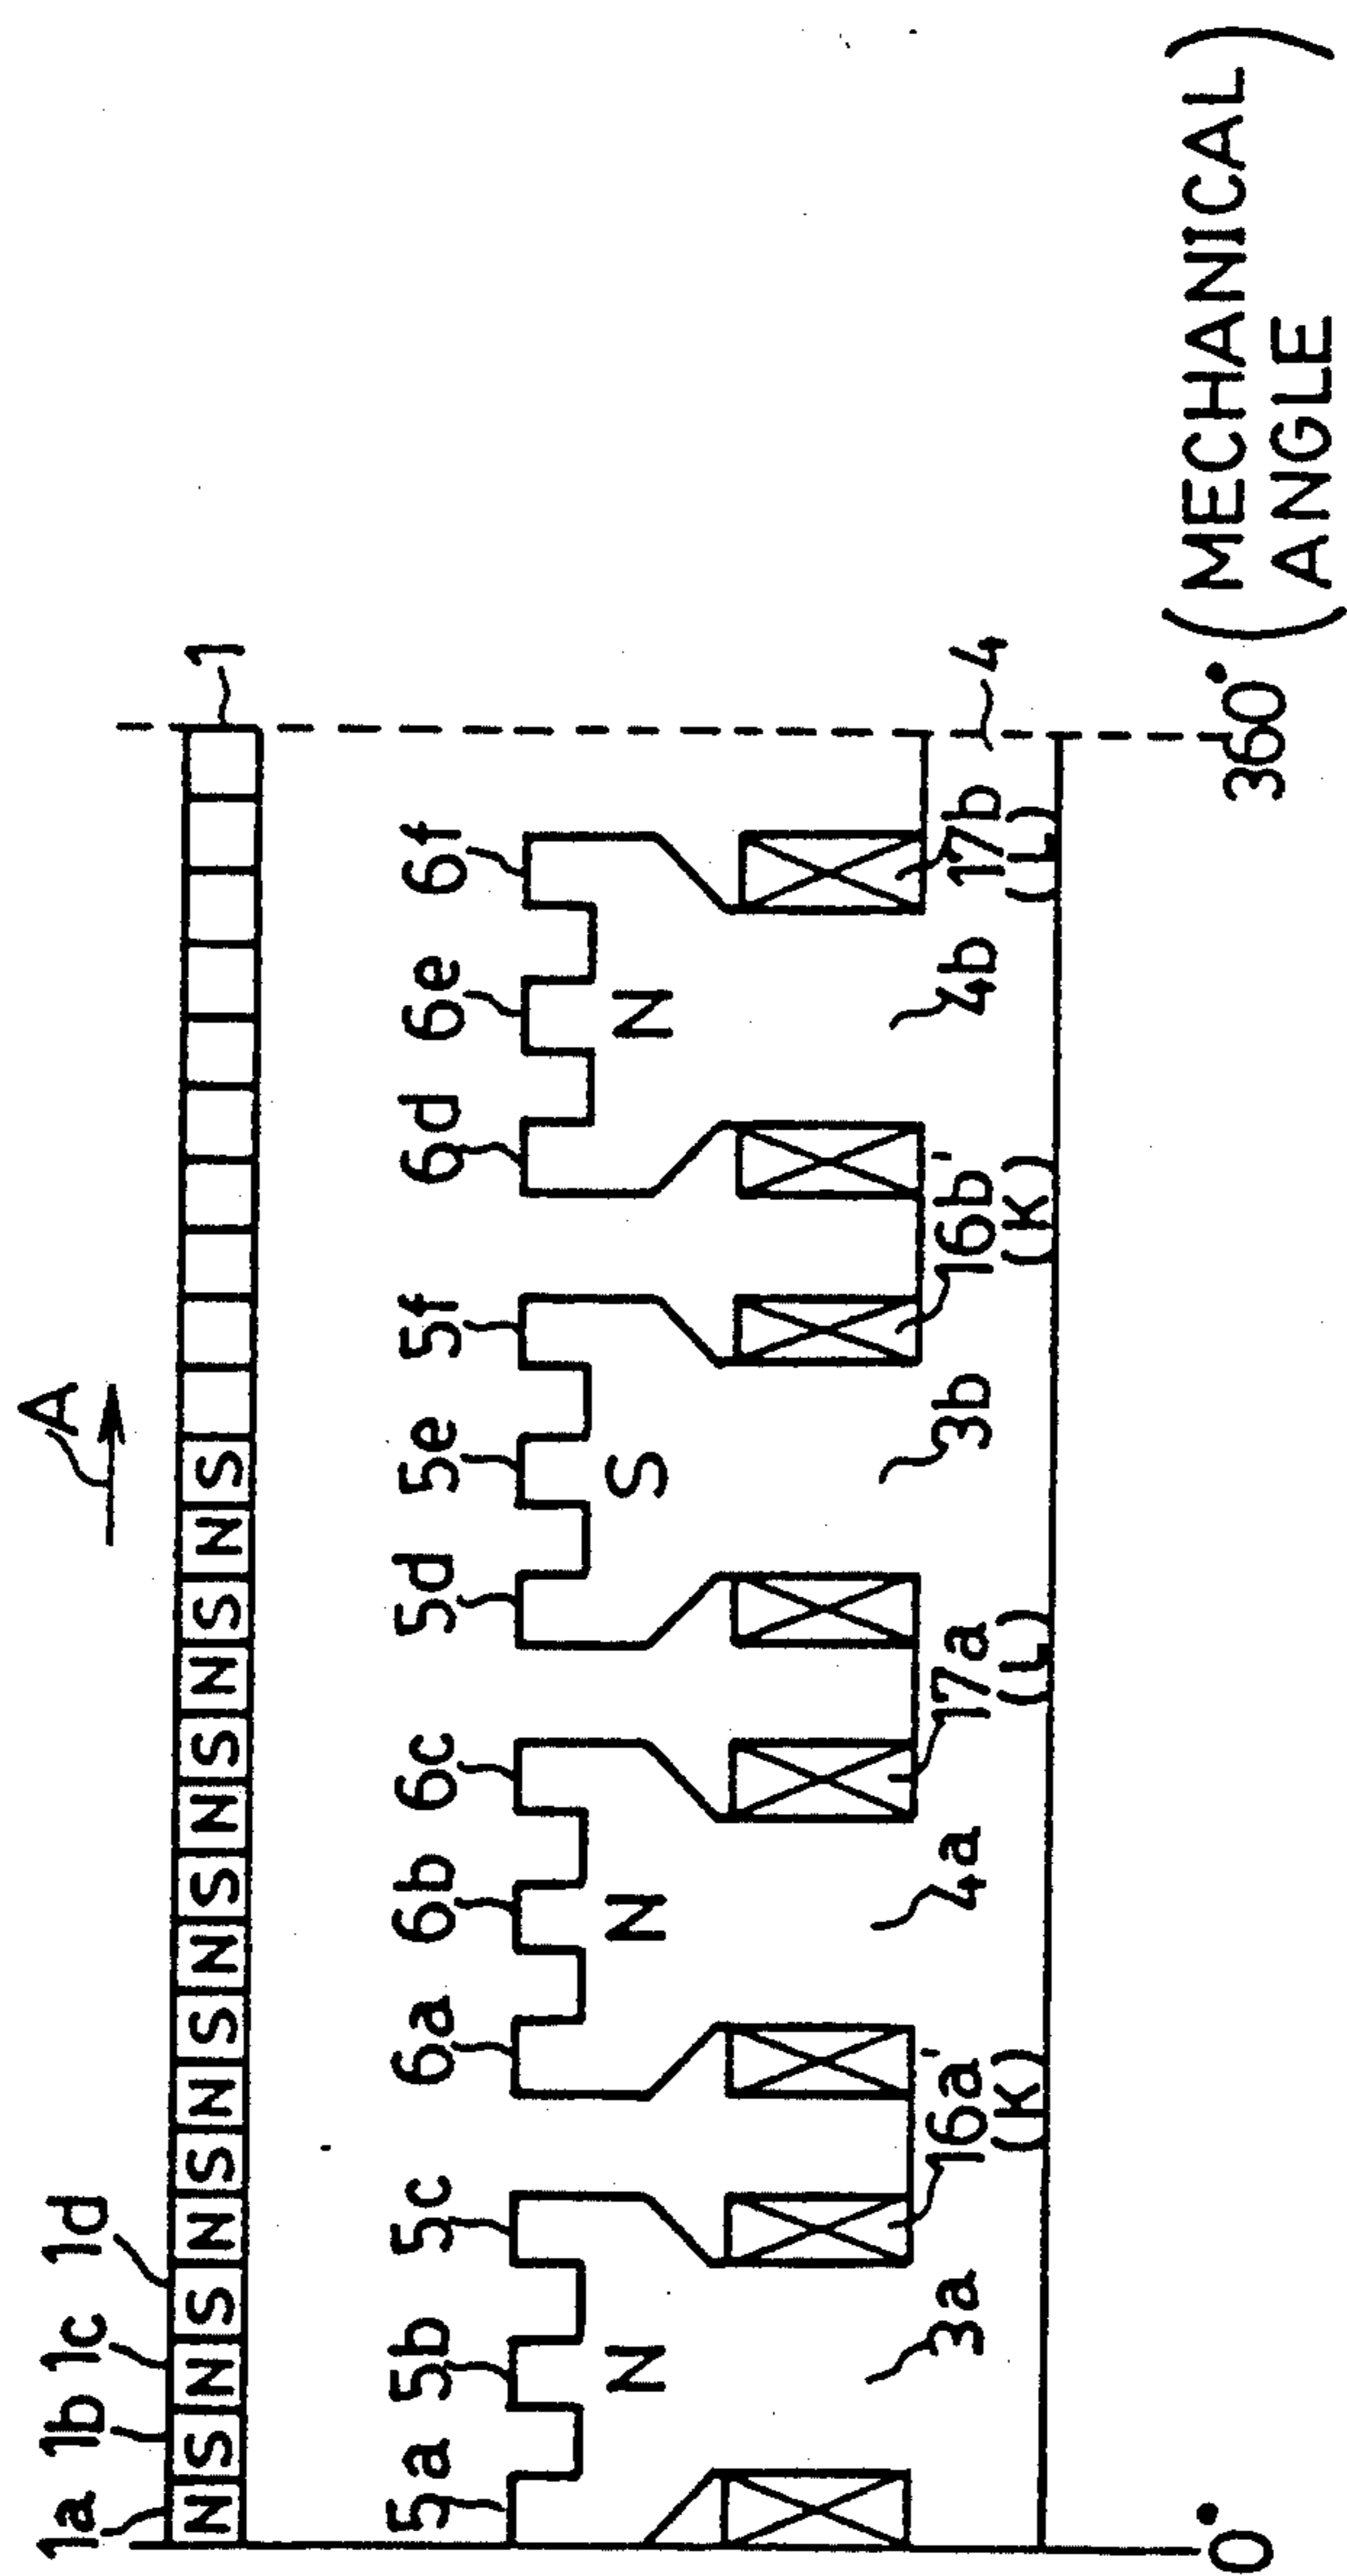 A
1a 1b 1c 1d 1
N S N S N S N S N S N S N S N S
5a 5b 5c 6a 6b 6c 5d 5e 5f 6d 6e 6f
N N S N
3a 16a' 4a 17a 3b 16b' 4b 17b 4
(K) (L) (K) (L)
0° 360° (MECHANICAL
ANGLE)